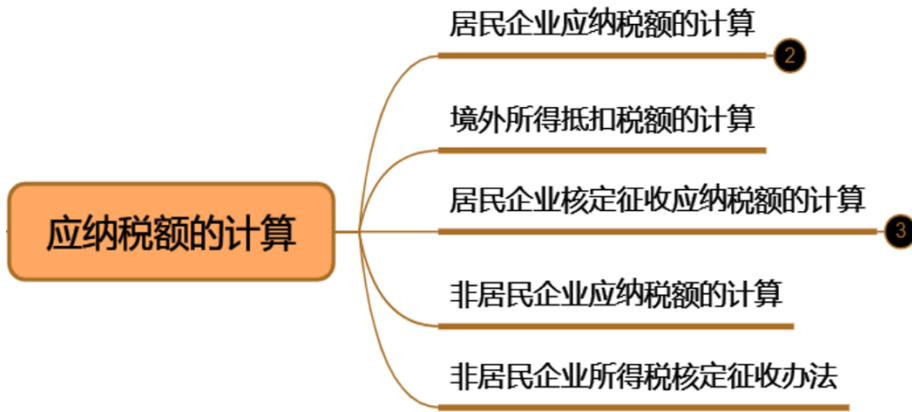 居民企业应纳税额的计算
2
境外所得抵扣税额的计算
居民企业核定征收应纳税额的计算
3
应纳税额的计算
非居民企业应纳税额的计算
非居民企业所得税核定征收办法